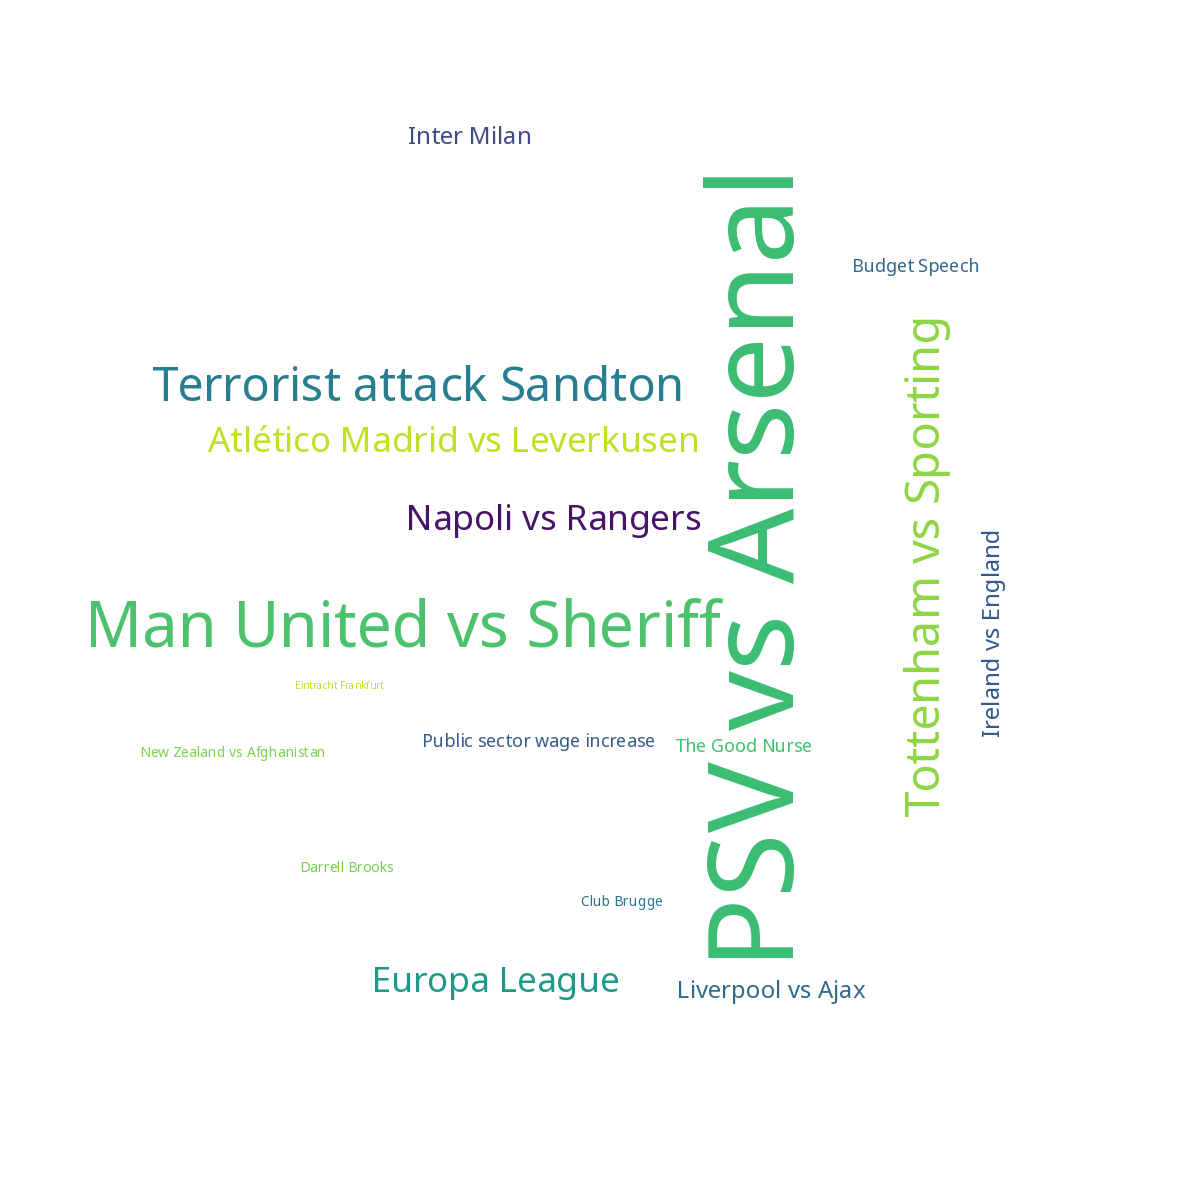 Inter Milan
PSV vs Arsenal
Budget Speech
Tottenham vs Sporting
Terrorist attack Sandton
Atlético Madrid vs Leverkusen
Napoli vs Rangers
Ireland vs England
Man United vs Sheriff
Eintracht Frankfurt
Public sector wage increase
The Good Nurse
New Zealand vs Afghanistan
Darrell Brooks
Club Brugge
Europa League
Liverpool vs Ajax